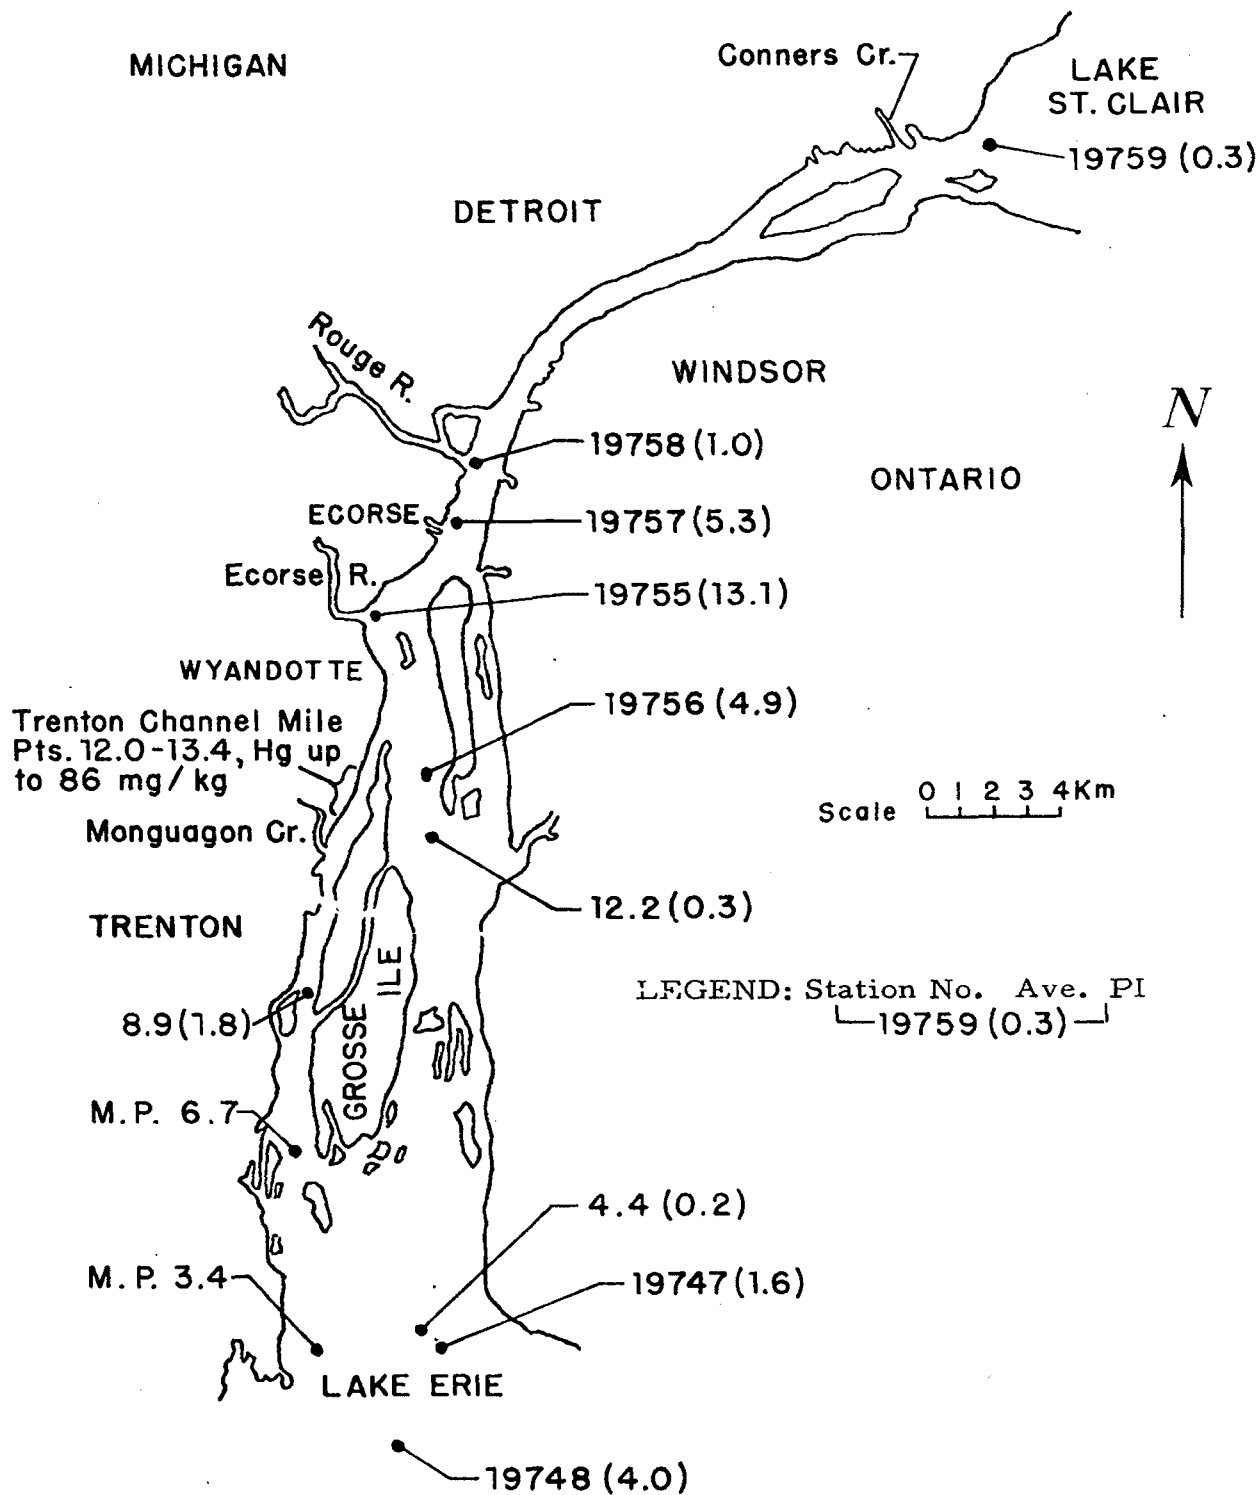 MICHIGAN
Conners Cr.
LAKE
ST. CLAIR
19759 (0.3)
DETROIT
Rouge R.
WINDSOR
N
19758 (1.0)
ONTARIO
ECORSE
19757 (5.3)
Ecorse R.
19755 (13.1)
WYANDOTTE
19756 (4.9)
Trenton Channel Mile
Pts. 12.0-13.4, Hg up
to 86 mg/kg
Scale 0 1 2 3 4Km
Monguagon Cr.
12.2 (0.3)
TRENTON
GROSSE ILE
LEGEND: Station No. Ave. PI
19759 (0.3)
8.9 (1.8)
M.P. 6.7
4.4 (0.2)
M.P. 3.4
19747 (1.6)
LAKE ERIE
19748 (4.0)